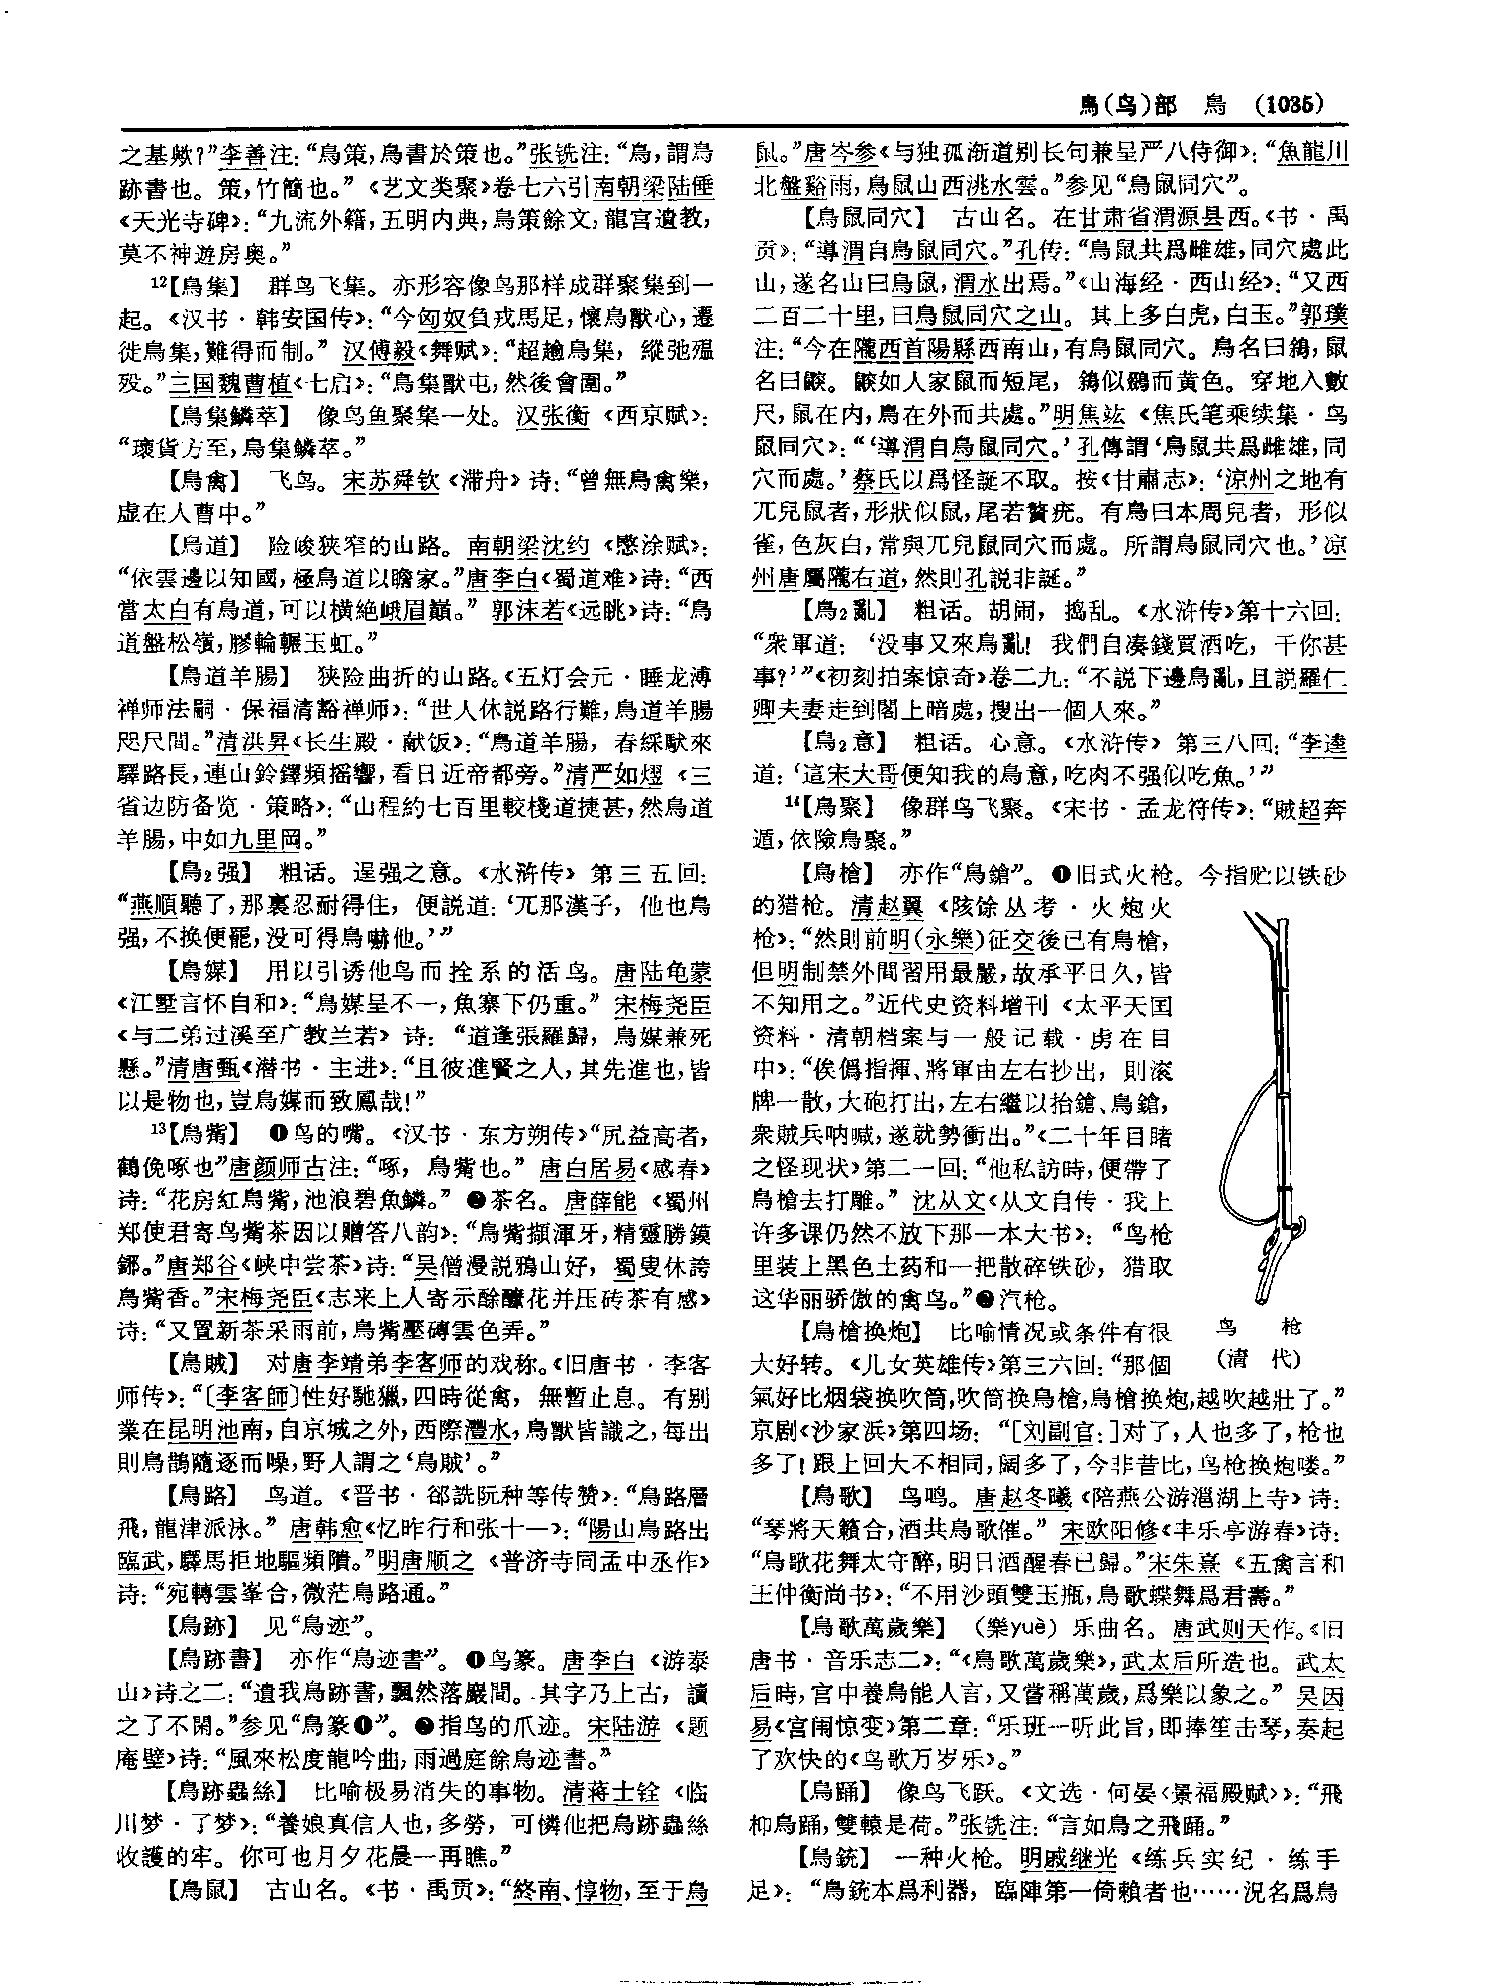 鳥(鸟)部　鳥　(1035)
之基歟?”李善注：“鳥策，鳥書於策也。”张铣注：“鳥，謂鳥
跡書也。策，竹簡也。”《艺文类聚》卷七六引南朝梁陆倕
《天光寺碑》：“九流外籍，五明内典，鳥策餘文，龍宫遺教，
莫不神遊房奥。”
12【鳥集】　群鸟飞集。亦形容像鸟那样成群聚集到一
起。《汉书·韩安国传》：“今匈奴負戎馬足，懷鳥獸心，遷
徙鳥集，難得而制。”汉傅毅《舞赋》：“超趠鳥集，縱弛殟
殁。”三国魏曹植《七启》：“鳥集獸屯，然後會圍。”
【鳥集鱗萃】　像鸟鱼聚集一处。汉张衡《西京赋》：
“瓌貨方至，鳥集鱗萃。”
【鳥禽】　飞鸟。宋苏舜钦《滞舟》诗：“曾無鳥禽樂，
虚在人曹中。”
【鳥道】　险峻狭窄的山路。南朝梁沈约《愍涂赋》：
“依雲邊以知國，極鳥道以瞻家。”唐李白《蜀道难》诗：“西
當太白有鳥道，可以横絶峨眉巔。”郭沫若《远眺》诗：“鳥
道盤松嶺，膠輪輾玉虹。”
【鳥道羊腸】　狭险曲折的山路。《五灯会元·睡龙溥
禅师法嗣·保福清豁禅师》：“世人休説路行難，鳥道羊腸
咫尺間。”清洪昇《长生殿·献饭》：“鳥道羊腸，春綵馱來
驛路長，連山鈴鐸頻摇響，看日近帝都旁。”清严如熤《三
省边防备览·策略》：“山程約七百里較棧道捷甚，然鳥道
羊腸，中如九里岡。”
【鳥2强】　粗话。逞强之意。《水浒传》第三五回：
“燕順聽了，那裏忍耐得住，便説道：‘兀那漢子，他也鳥
强，不换便罷，没可得鳥嚇他。’”
【鳥媒】　用以引诱他鸟而拴系的活鸟。唐陆龟蒙
《江墅言怀自和》：“鳥媒呈不一，魚寨下仍重。”宋梅尧臣
《与二弟过溪至广教兰若》诗：“道逢張羅歸，鳥媒兼死
懸。”清唐甄《潜书·主进》：“且彼進賢之人，其先進也，皆
以是物也，豈鳥媒而致鳳哉！”
13【鳥觜】　❶鸟的嘴。《汉书·东方朔传》“尻益高者，
鶴俛啄也”唐颜师古注：“啄，鳥觜也。”唐白居易《感春》
诗：“花房紅鳥觜，池浪碧魚鱗。”❷茶名。唐薛能《蜀州
郑使君寄鸟觜茶因以赠答八韵》：“鳥觜擷渾牙，精靈勝鏌
鋣。”唐郑谷《峡中尝茶》诗：“吴僧漫説鴉山好，蜀叟休誇
鳥觜香。”宋梅尧臣《志来上人寄示酴醿花并压砖茶有感》
诗：“又置新茶采雨前，鳥觜壓磚雲色弄。”
【鳥賊】　对唐李靖弟李客师的戏称。《旧唐书·李客
师传》：“〔李客師〕性好馳獵，四時從禽，無暫止息。有别
業在昆明池南，自京城之外，西際灃水，鳥獸皆識之，每出
則鳥鵲隨逐而噪，野人謂之‘鳥賊’。”
【鳥路】　鸟道。《晋书·郤詵阮种等传赞》：“鳥路曾
飛，龍津派泳。”唐韩愈《忆昨行和张十一》：“陽山鳥路出
臨武，驛馬拒地驅頻隤。”明唐顺之《普济寺同孟中丞作》
诗：“宛轉雲峯合，微茫鳥路通。”
【鳥跡】　见“鳥迹”。
【鳥跡書】　亦作“鳥迹書”。❶鸟篆。唐李白《游泰
山》诗之二：“遺我鳥跡書，飄然落巖間。其字乃上古，讀
之了不閑。”参见“鳥篆❶”。❷指鸟的爪迹。宋陆游《题
庵壁》诗：“風來松度龍吟曲，雨過庭餘鳥迹書。”
【鳥跡蟲絲】　比喻极易消失的事物。清蒋士铨《临
川梦·了梦》：“養娘真信人也，多勞，可憐他把鳥跡蟲絲
收護的牢。你可也月夕花晨一再瞧。”
【鳥鼠】　古山名。《书·禹贡》：“終南、惇物，至于鳥
鼠。”唐岑参《与独孤渐道别长句兼呈严八侍御》：“魚龍川
北盤谿雨，鳥鼠山西洮水雲。”参见“鳥鼠同穴”。
【鳥鼠同穴】　古山名。在甘肃省渭源县西。《书·禹
贡》：“導渭自鳥鼠同穴。”孔传：“鳥鼠共爲雌雄，同穴處此
山，遂名山曰鳥鼠，渭水出焉。”《山海经·西山经》：“又西
二百二十里，曰鳥鼠同穴之山。其上多白虎，白玉。”郭璞
注：“今在隴西首陽縣西南山，有鳥鼠同穴。鳥名曰鵌，鼠
名曰鼵。鼵如人家鼠而短尾，鵌似鷃而黄色。穿地入數
尺，鼠在内，鳥在外而共處。”明焦竑《焦氏笔乘续集·鸟
鼠同穴》：“‘導渭自鳥鼠同穴。’孔傳謂‘鳥鼠共爲雌雄，同
穴而處。’蔡氏以爲怪誕不取。按《甘肅志》：‘凉州之地有
兀兒鼠者，形狀似鼠，尾若贅疣。有鳥曰本周兒者，形似
雀，色灰白，常與兀兒鼠同穴而處。所謂鳥鼠同穴也。’凉
州唐屬隴右道，然則孔説非誕。”
【鳥2亂】　粗话。胡闹，捣乱。《水浒传》第十六回：
“衆軍道：‘没事又來鳥亂！我們自凑錢買酒吃，干你甚
事？’”《初刻拍案惊奇》卷二九：“不説下邊鳥亂，且説羅仁
卿夫妻走到閣上暗處，搜出一個人來。”
【鳥2意】　粗话。心意。《水浒传》第三八回：“李逵
道：‘這宋大哥便知我的鳥意，吃肉不强似吃魚。’”
14【鳥聚】　像群鸟飞聚。《宋书·孟龙符传》：“賊超奔
遁，依險鳥聚。”
【鳥槍】　亦作“鳥鎗”。❶旧式火枪。今指贮以铁砂
的猎枪。清赵翼《陔馀丛考·火炮火
枪》：“然則前明(永樂)征交後已有鳥槍，
但明制禁外間習用最嚴，故承平日久，皆
不知用之。”近代史资料增刊《太平天国
资料·清朝档案与一般记载·虏在目
中》：“俟僞指揮、將軍由左右抄出，則滚
牌一散，大砲打出，左右繼以抬鎗、鳥鎗，
衆賊兵呐喊，遂就勢衝出。”《二十年目睹
之怪现状》第二一回：“他私訪時，便帶了
鳥槍去打雕。”沈从文《从文自传·我上
许多课仍然不放下那一本大书》：“鸟枪
里装上黑色土药和一把散碎铁砂，猎取
这华丽骄傲的禽鸟。”❷汽枪。
鸟　枪
(清　代)
【鳥槍换炮】　比喻情况或条件有很
大好转。《儿女英雄传》第三六回：“那個
氣好比烟袋换吹筒，吹筒换鳥槍，鳥槍换炮，越吹越壯了。”
京剧《沙家浜》第四场：“［刘副官：］对了，人也多了，枪也
多了！跟上回大不相同，阔多了，今非昔比，鸟枪换炮喽。”
【鳥歌】　鸟鸣。唐赵冬曦《陪燕公游㴩湖上寺》诗：
“琴將天籟合，酒共鳥歌催。”宋欧阳修《丰乐亭游春》诗：
“鳥歌花舞太守醉，明日酒醒春已歸。”宋朱熹《五禽言和
王仲衡尚书》：“不用沙頭雙玉瓶，鳥歌蝶舞爲君壽。”
【鳥歌萬歲樂】　(樂yuè)乐曲名。唐武则天作。《旧
唐书·音乐志二》：“《鳥歌萬歲樂》，武太后所造也。武太
后時，宫中養鳥能人言，又嘗稱萬歲，爲樂以象之。”吴因
易《宫闱惊变》第二章：“乐班一听此旨，即捧笙击琴，奏起
了欢快的《鸟歌万岁乐》。”
【鳥踊】　像鸟飞跃。《文选·何晏〈景福殿赋〉》：“飛
枊鳥踊，雙轅是荷。”张铣注：“言如鳥之飛踊。”
【鳥銃】　一种火枪。明戚继光《练兵实纪·练手
足》：“鳥銃本爲利器，臨陣第一倚賴者也……況名爲鳥